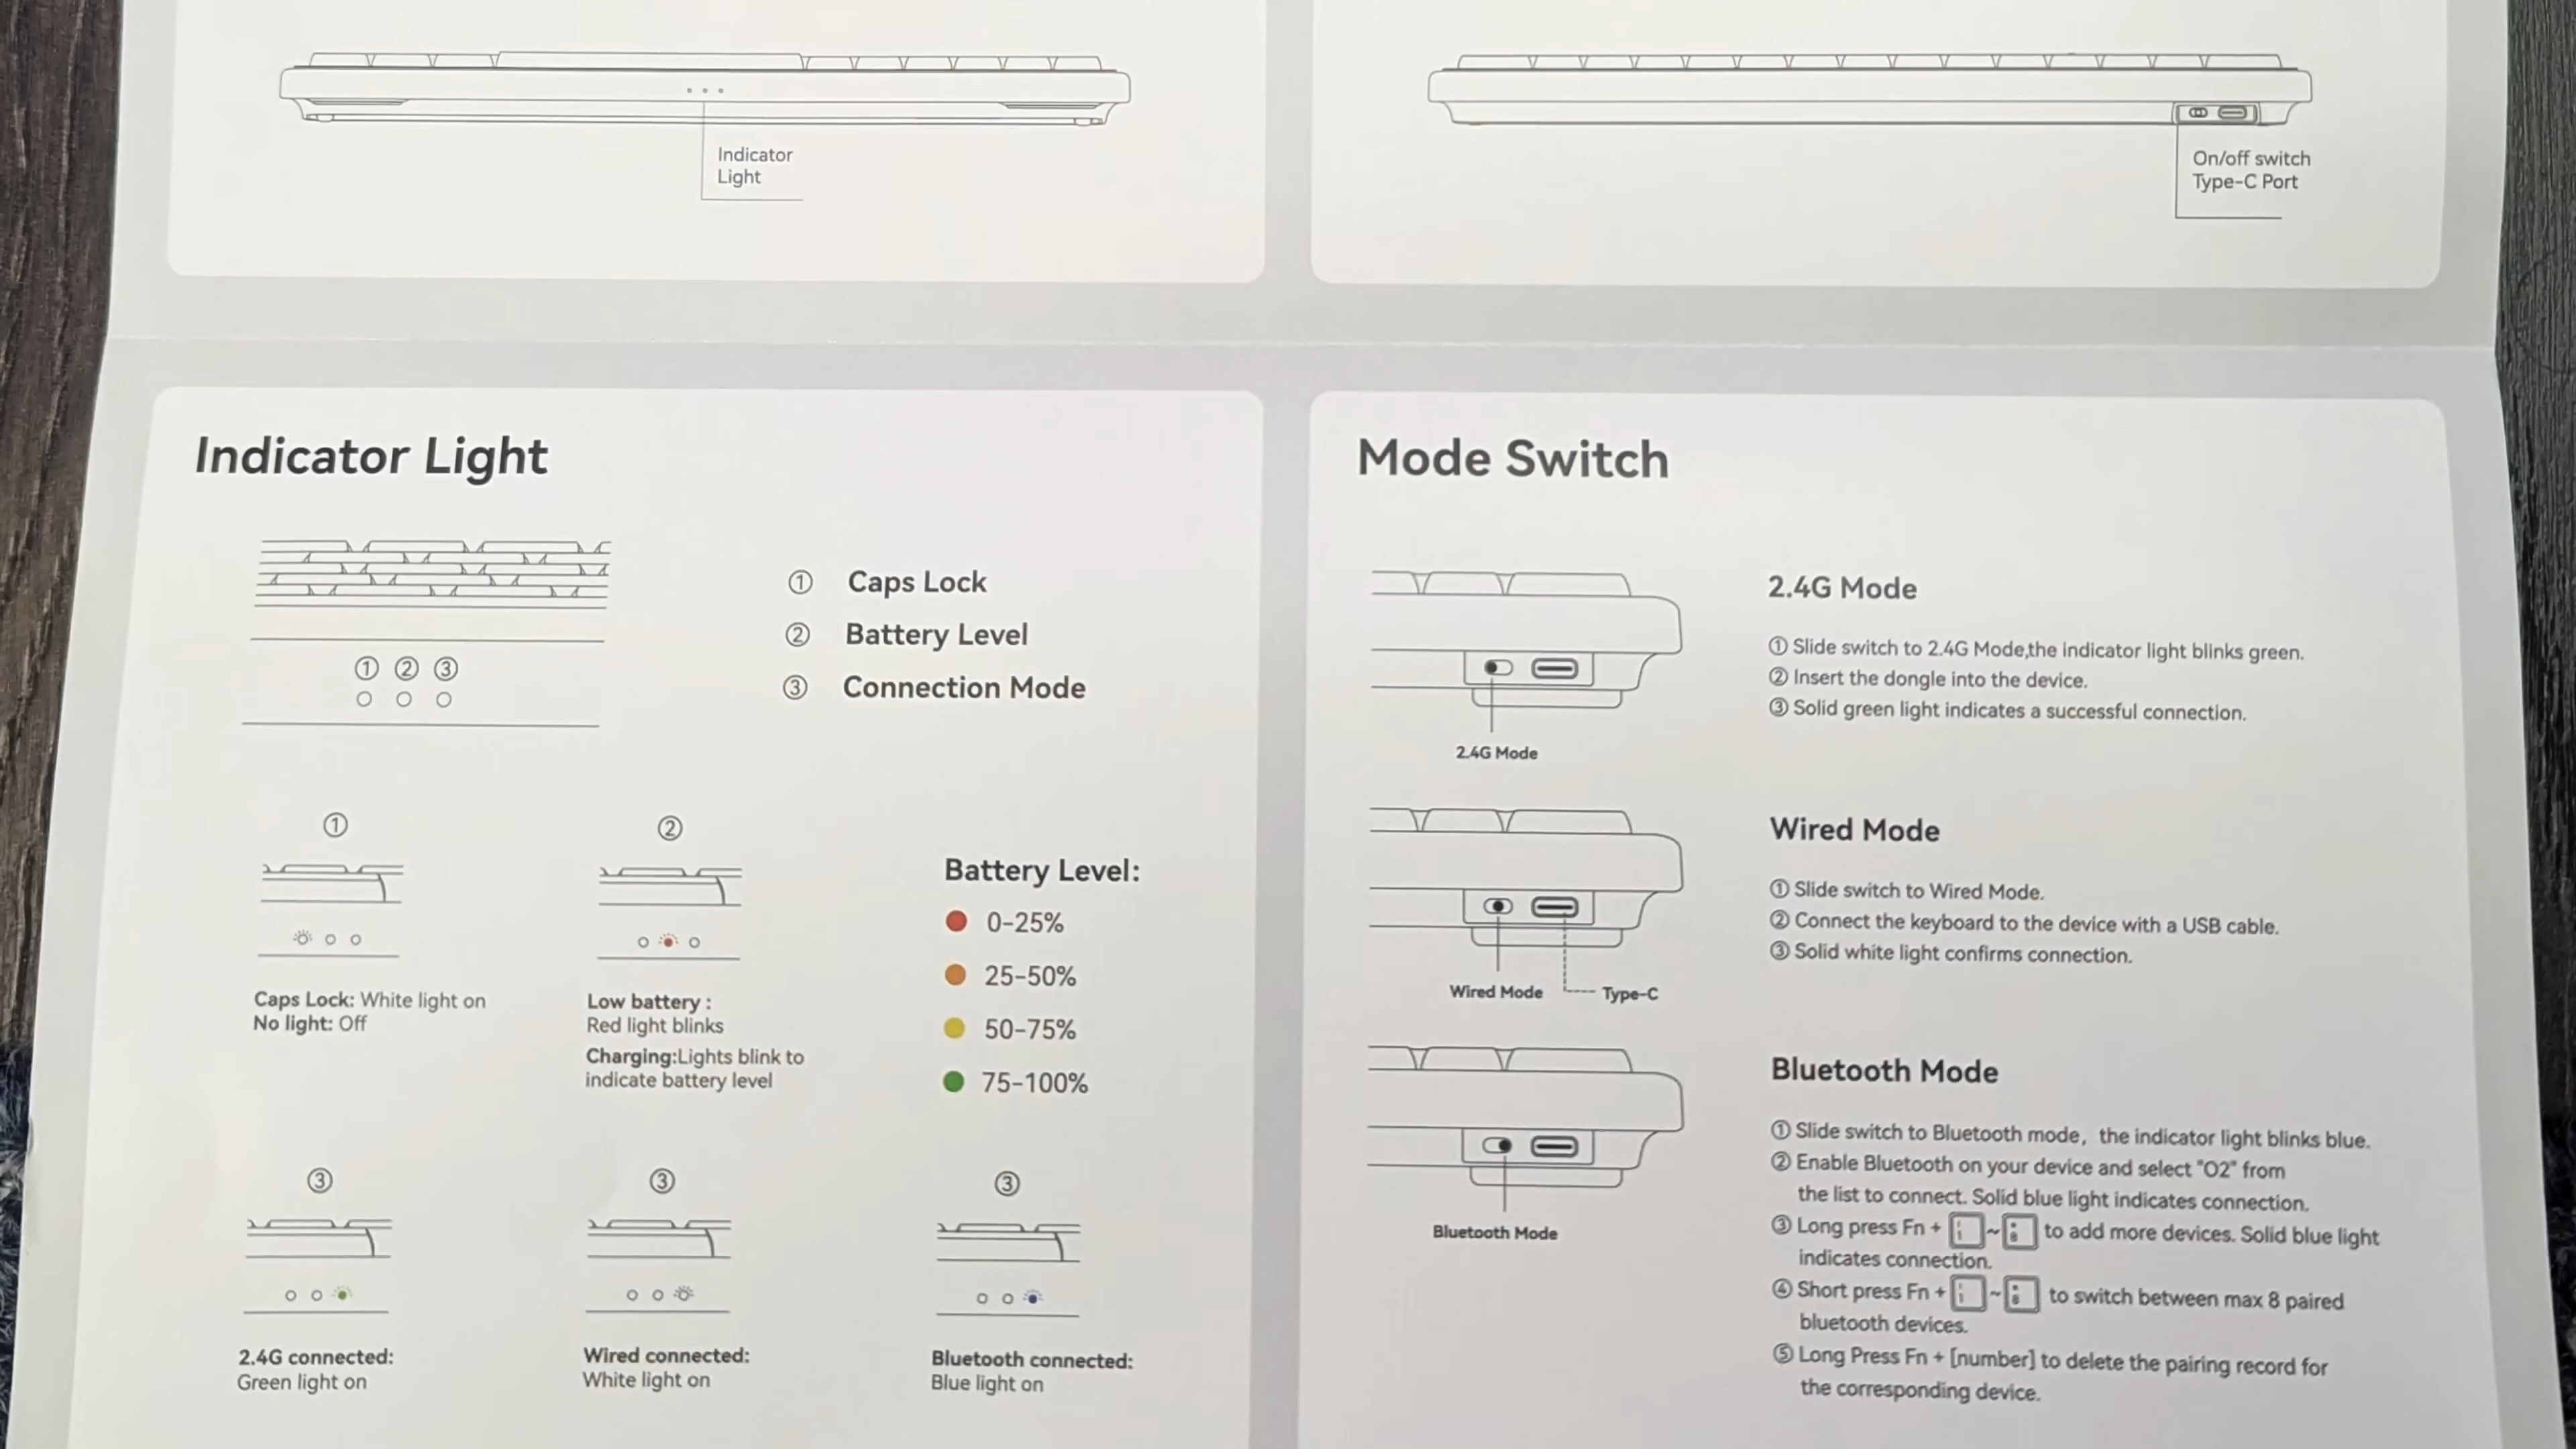 Indicator
Light
On/off switch
Type-C Port
Indicator Light
① Caps Lock
② Battery Level
③ Connection Mode
① ② ③
①
②
Battery Level:
0-25%
25-50%
50-75%
75-100%
Caps Lock: White light on
No light: Off
Low battery :
Red light blinks
Charging:Lights blink to
indicate battery level
③
③
③
2.4G connected:
Green light on
Wired connected:
White light on
Bluetooth connected:
Blue light on
Mode Switch
2.4G Mode
2.4G Mode
① Slide switch to 2.4G Mode,the indicator light blinks green.
② Insert the dongle into the device.
③ Solid green light indicates a successful connection.
Wired Mode
Type-C
Wired Mode
① Slide switch to Wired Mode.
② Connect the keyboard to the device with a USB cable.
③ Solid white light confirms connection.
Bluetooth Mode
Bluetooth Mode
① Slide switch to Bluetooth mode, the indicator light blinks blue.
② Enable Bluetooth on your device and select "O2" from
the list to connect. Solid blue light indicates connection.
③ Long press Fn + 1 ~ 8 to add more devices. Solid blue light
indicates connection.
④ Short press Fn + 1 ~ 8 to switch between max 8 paired
bluetooth devices.
⑤ Long Press Fn + [number] to delete the pairing record for
the corresponding device.